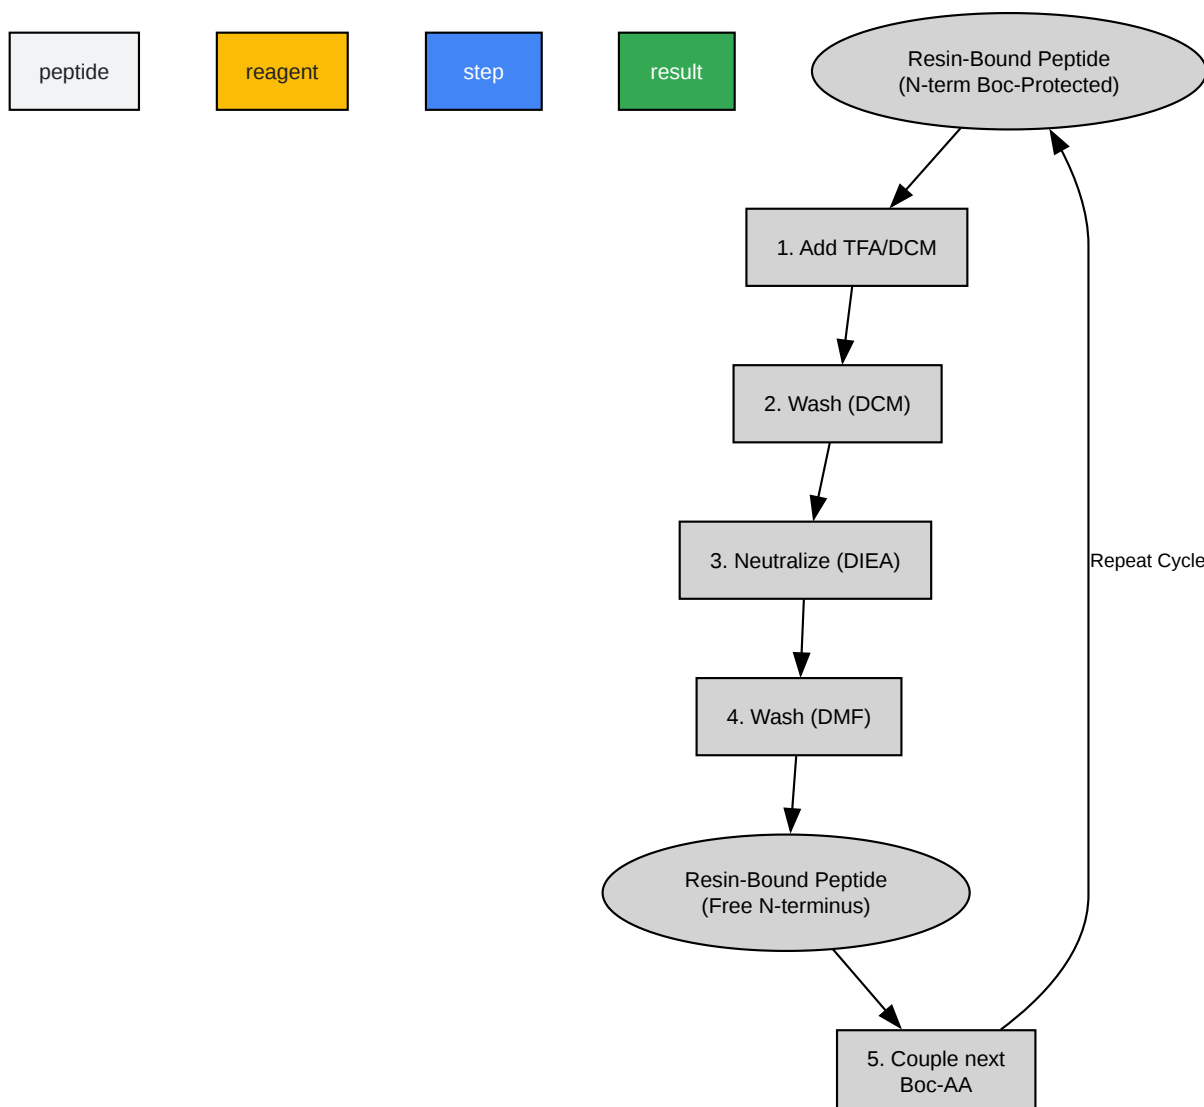 peptide
reagent
step
result
Resin-Bound Peptide
(N-term Boc-Protected)
1. Add TFA/DCM
2. Wash (DCM)
3. Neutralize (DIEA)
Repeat Cycle
4. Wash (DMF)
Resin-Bound Peptide
(Free N-terminus)
5. Couple next
Boc-AA